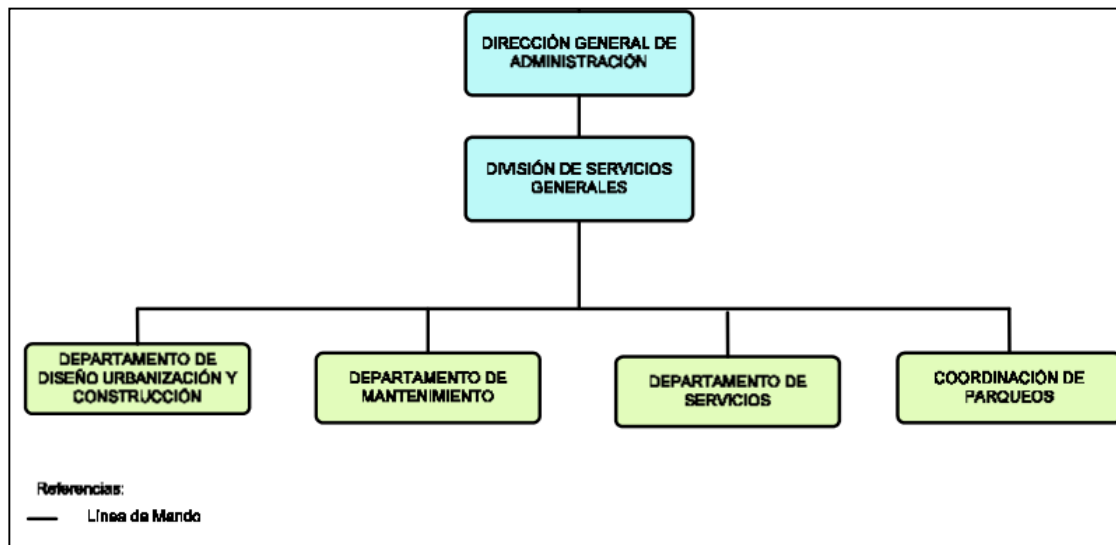 DIRECCIÓN GENERAL DE
ADMINISTRACIÓN
DIVISIÓN DE SERVICIOS
GENERALES
DEPARTAMENTO DE
DISEÑO URBANIZACIÓN Y
CONSTRUCCIÓN
DEPARTAMENTO DE
MANTENIMIENTO
DEPARTAMENTO DE
SERVICIOS
COORDINACIÓN DE
PARQUEOS
Referencias:
Línea de Mando